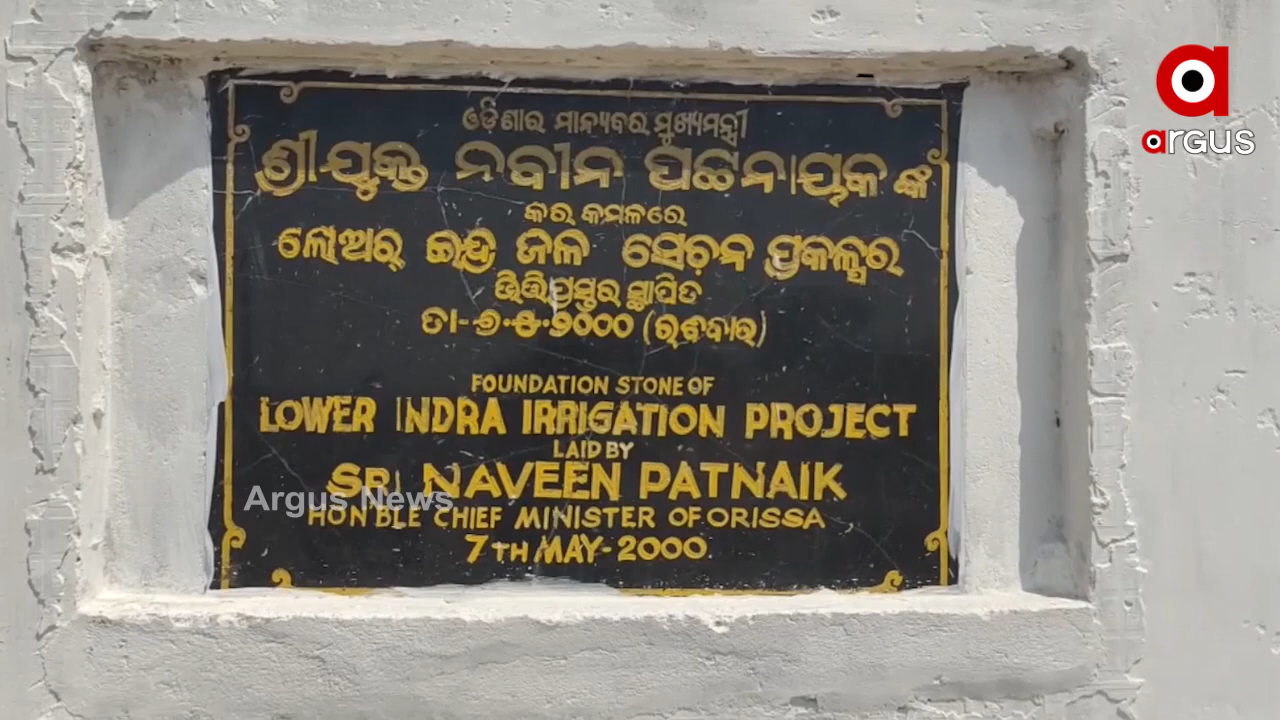 ଓଡ଼ିଶାର ମାନ୍ୟବର ମୁଖ୍ୟମନ୍ତ୍ରୀ
ଶ୍ରୀଯୁକ୍ତ ନବୀନ ପଟ୍ଟନାୟକ ଙ୍କ
କର କମଳରେ
ଲୋଅର୍ ଇନ୍ଦ୍ର ଜଳ ସେଚନ ପ୍ରକଳ୍ପର
ଭିତ୍ତିପ୍ରସ୍ତର ସ୍ଥାପିତ
ତା-୭.୫.୨୦୦୦ (ରବିବାର)
FOUNDATION STONE OF
LOWER INDRA IRRIGATION PROJECT
LAID BY
SRI NAVEEN PATNAIK
HON'BLE CHIEF MINISTER OF ORISSA
7TH MAY-2000.
Argus News
argus